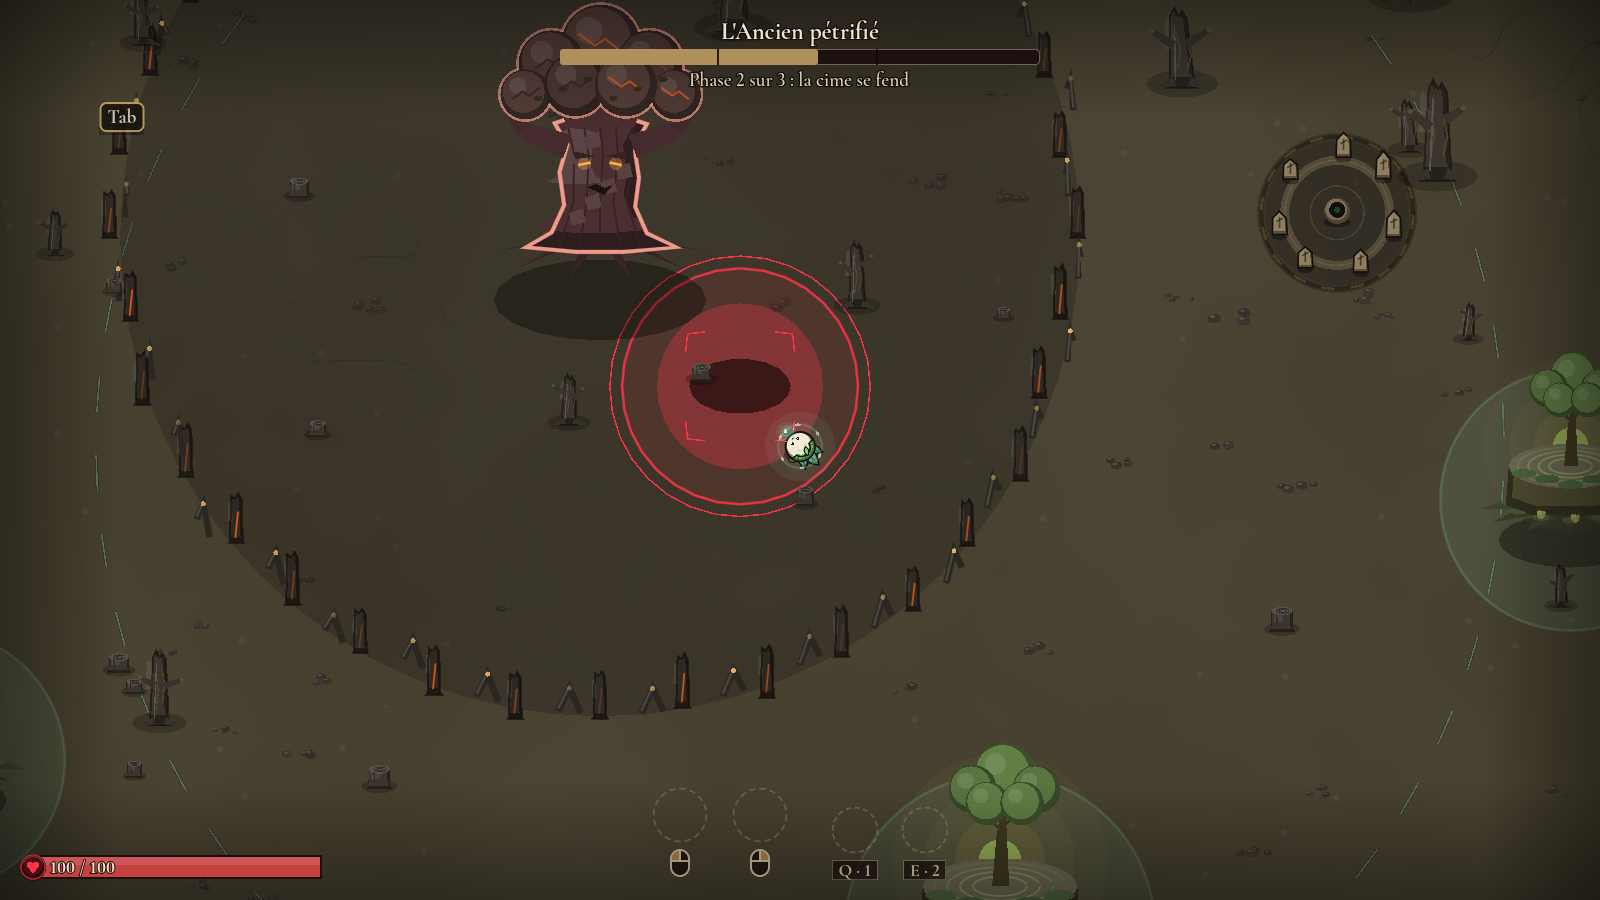 L'Ancien pétrifié
Phase 2 sur 3 : la cime se fend
Tab
100 / 100
Q · 1
E · 2